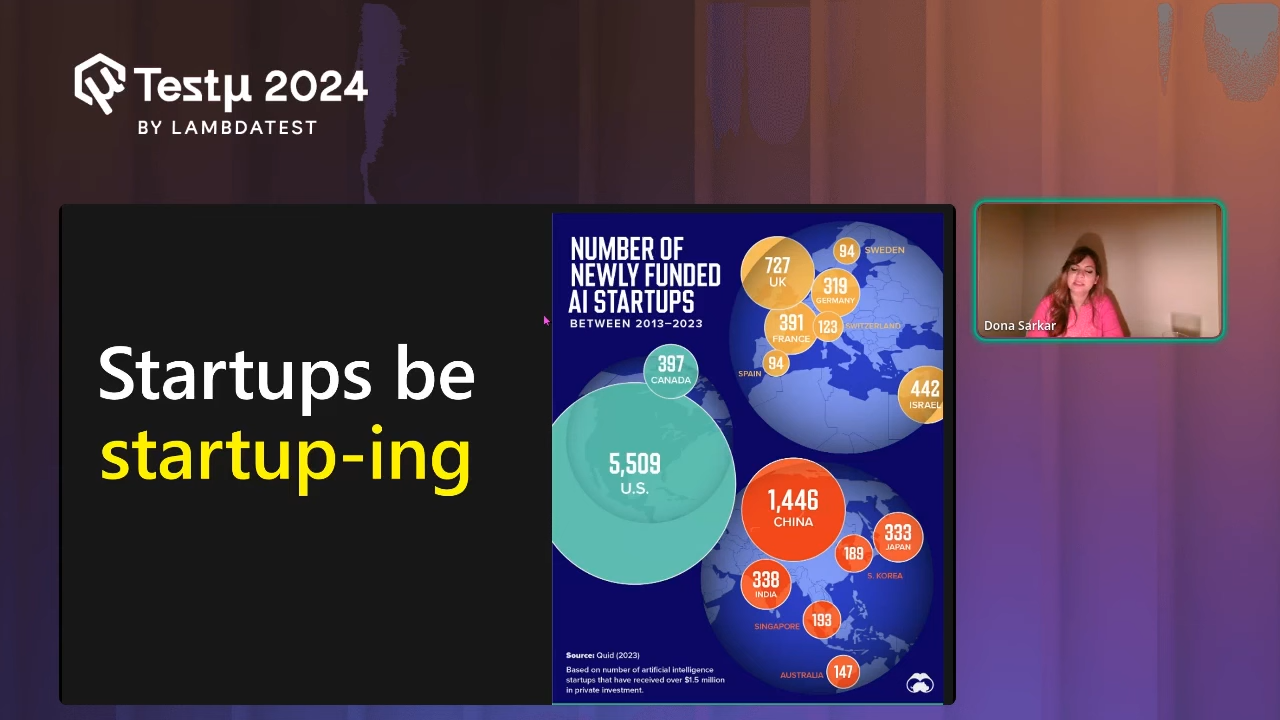 Testµ 2024
BY LAMBDATEST
Startups be
startup-ing
NUMBER OF
NEWLY FUNDED
AI STARTUPS
BETWEEN 2013–2023
727
UK
94
SWEDEN
319
GERMANY
391
FRANCE
123
SWITZERLAND
94
SPAIN
442
ISRAEL
397
CANADA
5,509
U.S.
1,446
CHINA
333
JAPAN
189
S. KOREA
338
INDIA
193
SINGAPORE
147
AUSTRALIA
Source: Quid (2023)
Based on number of artificial intelligence
startups that have received over $1.5 million
in private investment.
Dona Sarkar